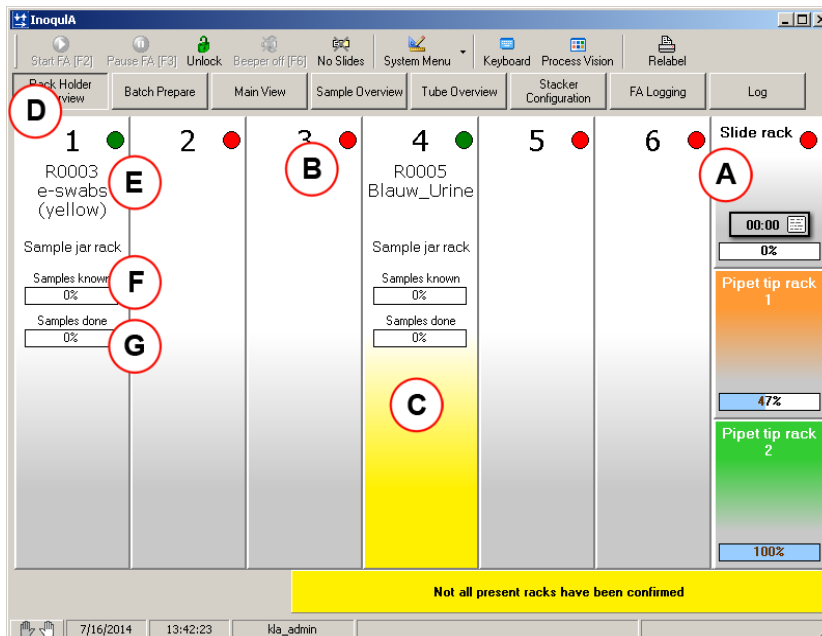 InoqulA
Start FA [F2] Pause FA [F3] Unlock Beeper off [F6] No Slides System Menu Keyboard Process Vision Relabel
Rack Holder Overview Batch Prepare Main View Sample Overview Tube Overview Stacker Configuration FA Logging Log
D
1 2 3 4 5 6 Slide rack
B
A
R0003
e-swabs
(yellow)
E
R0005
Blauw_Urine
00:00
0%
Sample jar rack
Sample jar rack
Samples known
0%
F
Samples known
0%
Samples done
0%
G
Samples done
0%
C
Pipet tip rack
1
47%
Pipet tip rack
2
100%
Not all present racks have been confirmed
7/16/2014 13:42:23 kla_admin